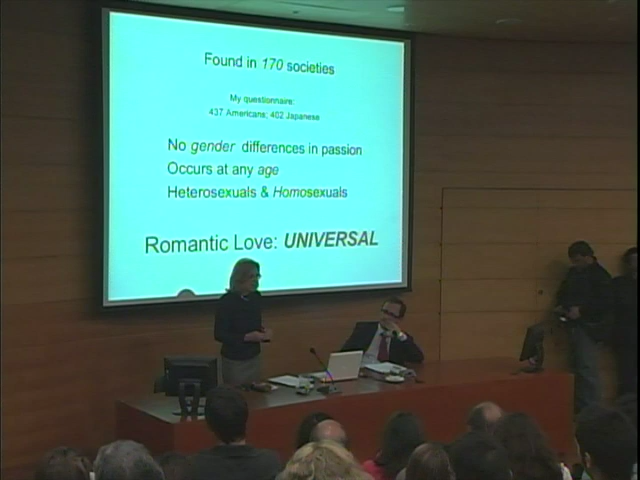 Found in 170 societies
My questionnaire:
437 Americans; 402 Japanese
No gender differences in passion
Occurs at any age
Heterosexuals & Homosexuals
Romantic Love: UNIVERSAL